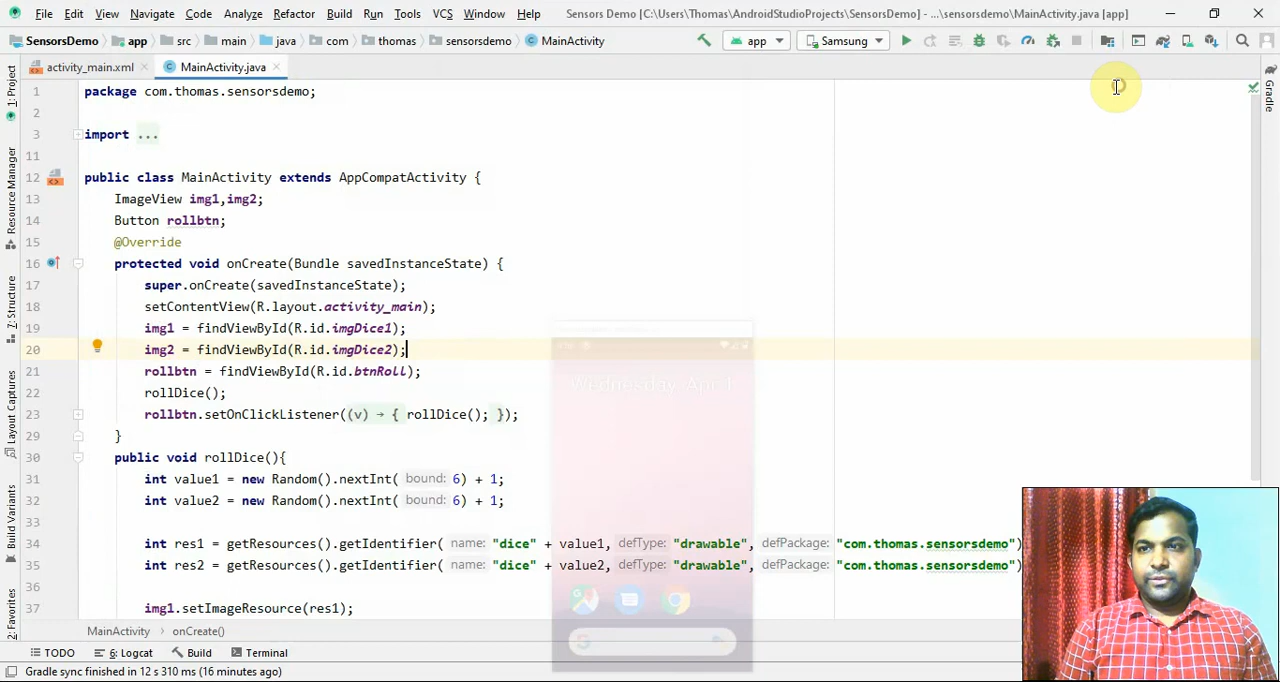 File Edit View Navigate Code Analyze Refactor Build Run Tools VCS Window Help Sensors Demo [C:\Users\Thomas\AndroidStudioProjects\SensorsDemo] - ...\sensorsdemo\MainActivity.java [app]
SensorsDemo app src main java com thomas sensorsdemo MainActivity app Samsung
activity_main.xml MainActivity.java
1 package com.thomas.sensorsdemo;
2
3 import ...
11
12 public class MainActivity extends AppCompatActivity {
13 ImageView img1,img2;
14 Button rollbtn;
15 @Override
16 protected void onCreate(Bundle savedInstanceState) {
17 super.onCreate(savedInstanceState);
18 setContentView(R.layout.activity_main);
19 img1 = findViewById(R.id.imgDice1);
20 img2 = findViewById(R.id.imgDice2);
21 rollbtn = findViewById(R.id.btnRoll);
22 rollDice();
23 rollbtn.setOnClickListener((v) → { rollDice(); });
29 }
30 public void rollDice(){
31 int value1 = new Random().nextInt( bound: 6) + 1;
32 int value2 = new Random().nextInt( bound: 6) + 1;
33
34 int res1 = getResources().getIdentifier( name: "dice" + value1, defType: "drawable", defPackage: "com.thomas.sensorsdemo")
35 int res2 = getResources().getIdentifier( name: "dice" + value2, defType: "drawable", defPackage: "com.thomas.sensorsdemo")
36
37 img1.setImageResource(res1);
Wednesday, April
1: Project
Resource Manager
7: Structure
Layout Captures
Build Variants
2: Favorites
Gradle
MainActivity onCreate()
TODO 6: Logcat Build Terminal
Gradle sync finished in 12 s 310 ms (16 minutes ago)